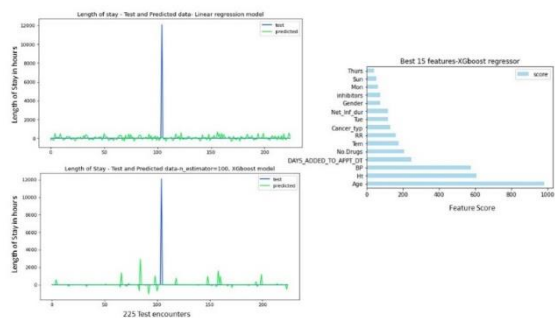 Length of stay - Test and Predicted data- Linear regression model
test
predicted
Length of Stay in hours
12000
10000
8000
6000
4000
2000
0
0
50
100
150
200
Length of Stay - Test and Predicted data-n_estimator=100, XGboost model
test
predicted
Length of Stay in hours
12000
10000
8000
6000
4000
2000
0
0
50
100
150
200
225 Test encounters
Best 15 features-XGboost regressor
score
Thurs
Sun
Mon
inhibitors
Gender
Net_Inf_dur
Tue
Cancer_typ
RR
Tem
No Drugs
DAYS_ADDED_TO_APPT_DT
BP
Ht
Age
0
200
400
600
800
1000
Feature Score